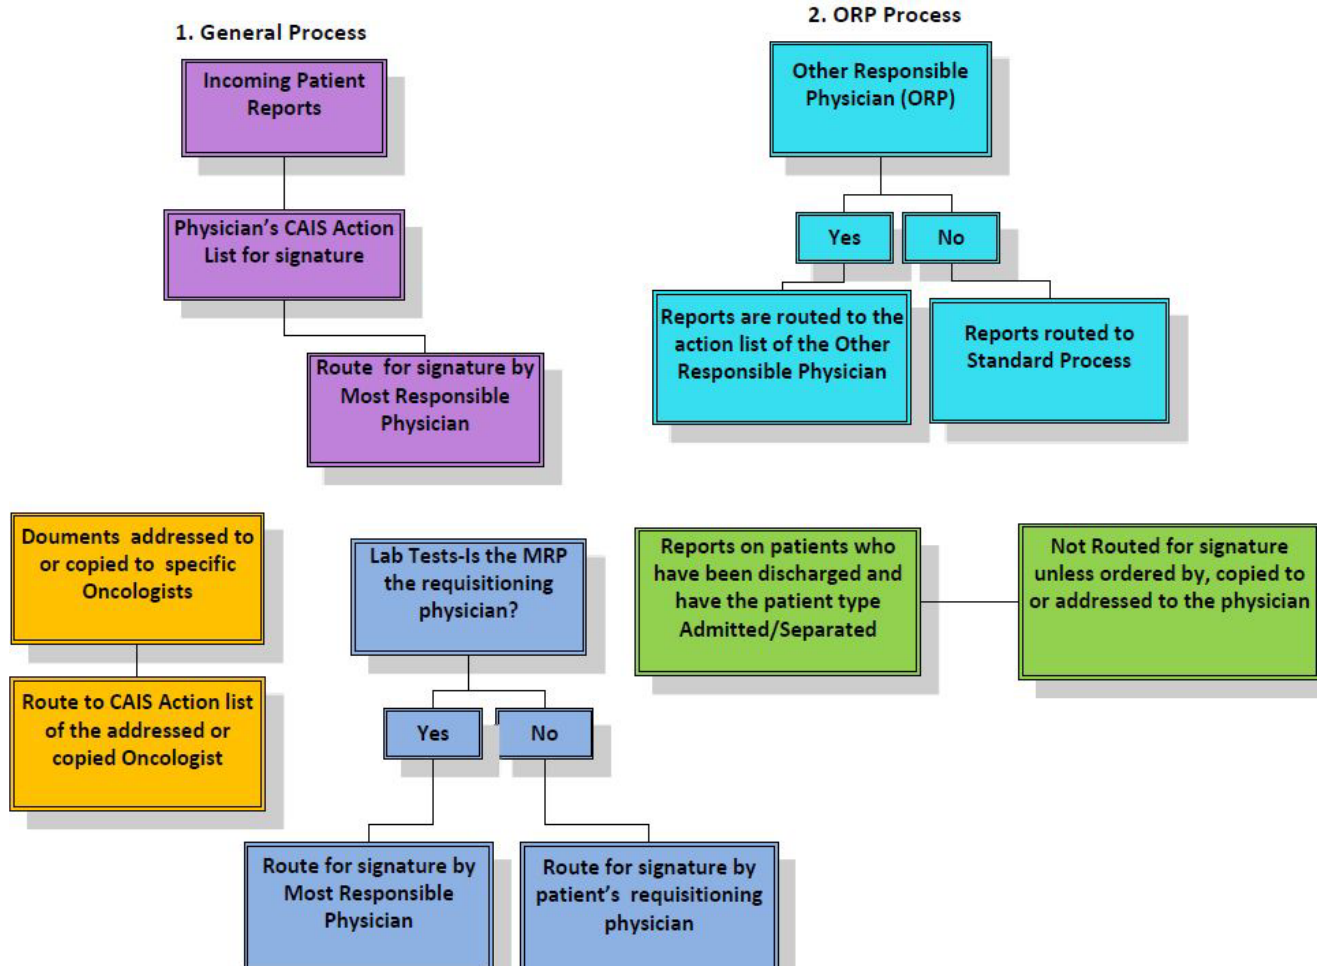 1. General Process
Incoming Patient
Reports
Physician's CAIS Action
List for signature
Route for signature by
Most Responsible
Physician
2. ORP Process
Other Responsible
Physician (ORP)
Yes
No
Reports are routed to the
action list of the Other
Responsible Physician
Reports routed to
Standard Process
Douments addressed to
or copied to specific
Oncologists
Route to CAIS Action list
of the addressed or
copied Oncologist
Lab Tests-Is the MRP
the requisitioning
physician?
Yes
No
Route for signature by
Most Responsible
Physician
Route for signature by
patient's requisitioning
physician
Reports on patients who
have been discharged and
have the patient type
Admitted/Separated
Not Routed for signature
unless ordered by, copied to
or addressed to the physician